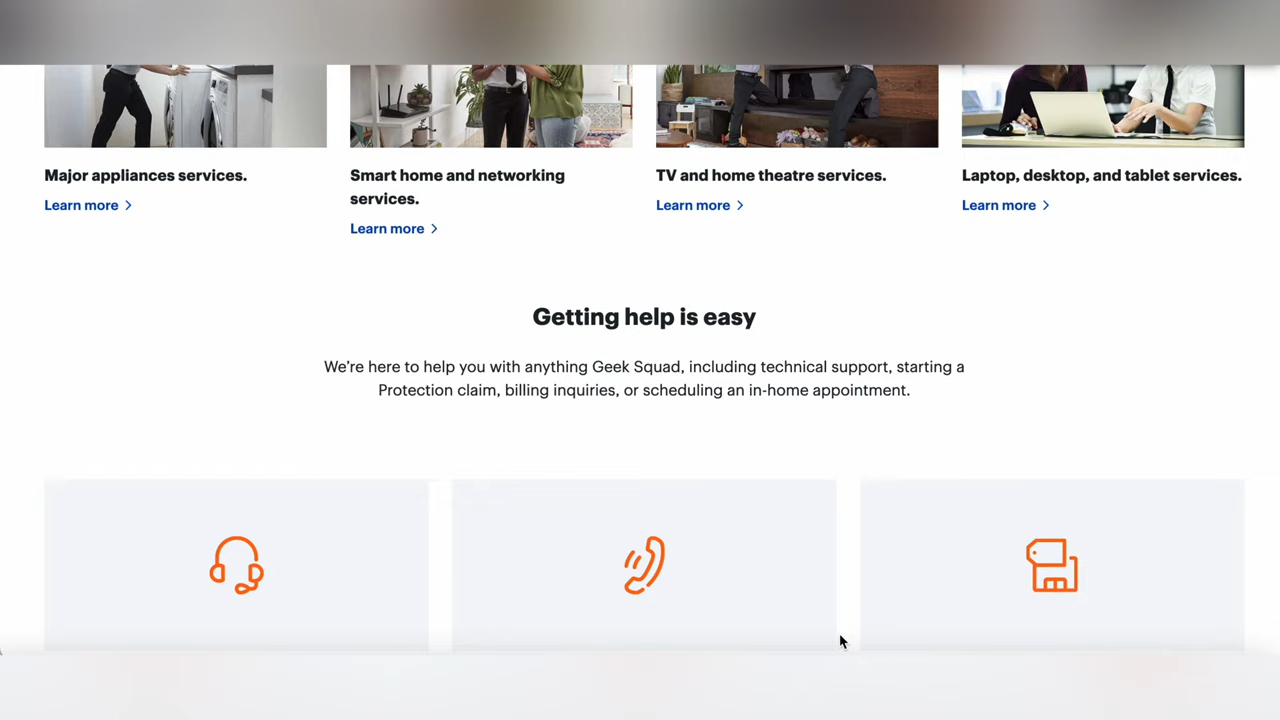 Major appliances services.
Learn more
Smart home and networking
services.
Learn more
TV and home theatre services.
Learn more
Laptop, desktop, and tablet services.
Learn more
Getting help is easy
We’re here to help you with anything Geek Squad, including technical support, starting a
Protection claim, billing inquiries, or scheduling an in-home appointment.